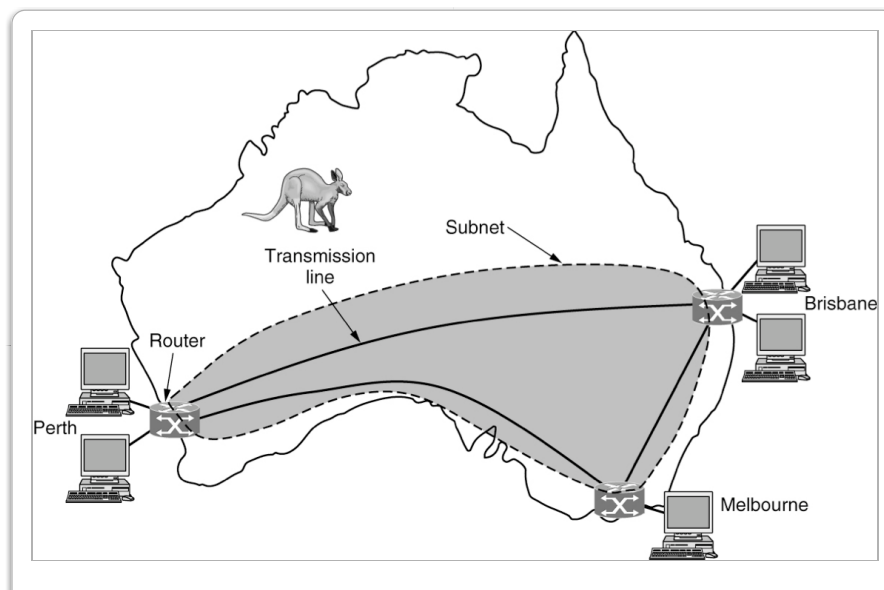 Subnet
Transmission
line
Brisbane
Router
Perth
Melbourne